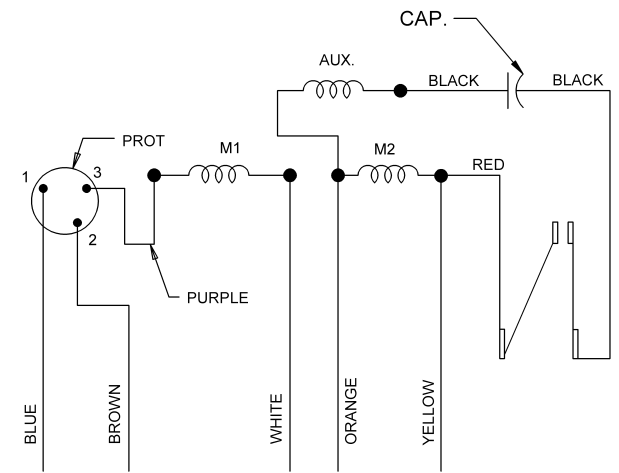 CAP.
AUX.
BLACK
BLACK
PROT
M1
M2
1
3
RED
2
PURPLE
BLUE
BROWN
WHITE
ORANGE
YELLOW